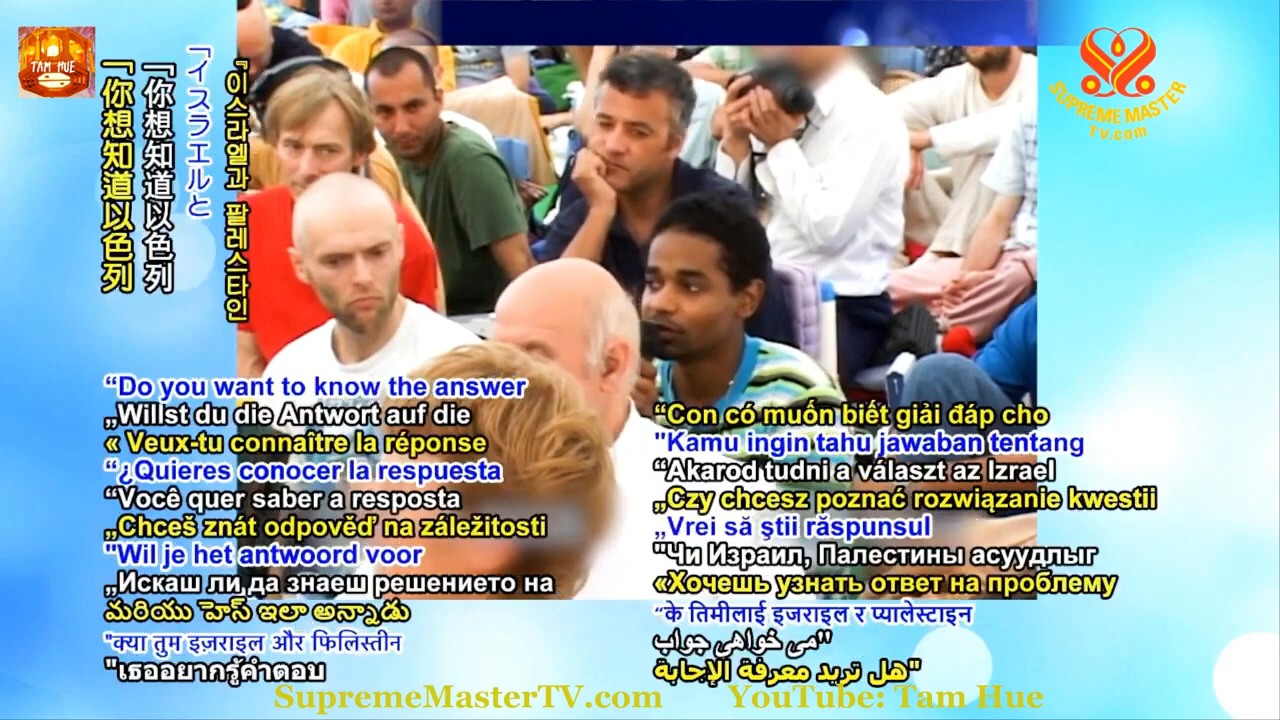 TAM HUE
SUPREME MASTER
TV.com
「你想知道以色列
「你想知道以色列
「イスラエルと
『이스라엘과 팔레스타인
“Do you want to know the answer
„Willst du die Antwort auf die
« Veux-tu connaître la réponse
“¿Quieres conocer la respuesta
“Você quer saber a resposta
„Chceš znát odpověď na záležitosti
"Wil je het antwoord voor
„Искаш ли да знаеш решението на
మరియు హెస్ ఇలా అన్నాడు
"क्या तुम इज़राइल और फिलिस्तीन
"เธออยากรู้คำตอบ
“Con có muốn biết giải đáp cho
"Kamu ingin tahu jawaban tentang
“Akarod tudni a választ az Izrael
„Czy chcesz poznać rozwiązanie kwestii
„Vrei să ştii răspunsul
"Чи Израил, Палестины асуудлыг
«Хочешь узнать ответ на проблему
“के तिमीलाई इजराइल र प्यालेस्टाइन
"می خواهی جواب
"هل تريد معرفة الإجابة
SupremeMasterTV.com YouTube: Tam Hue